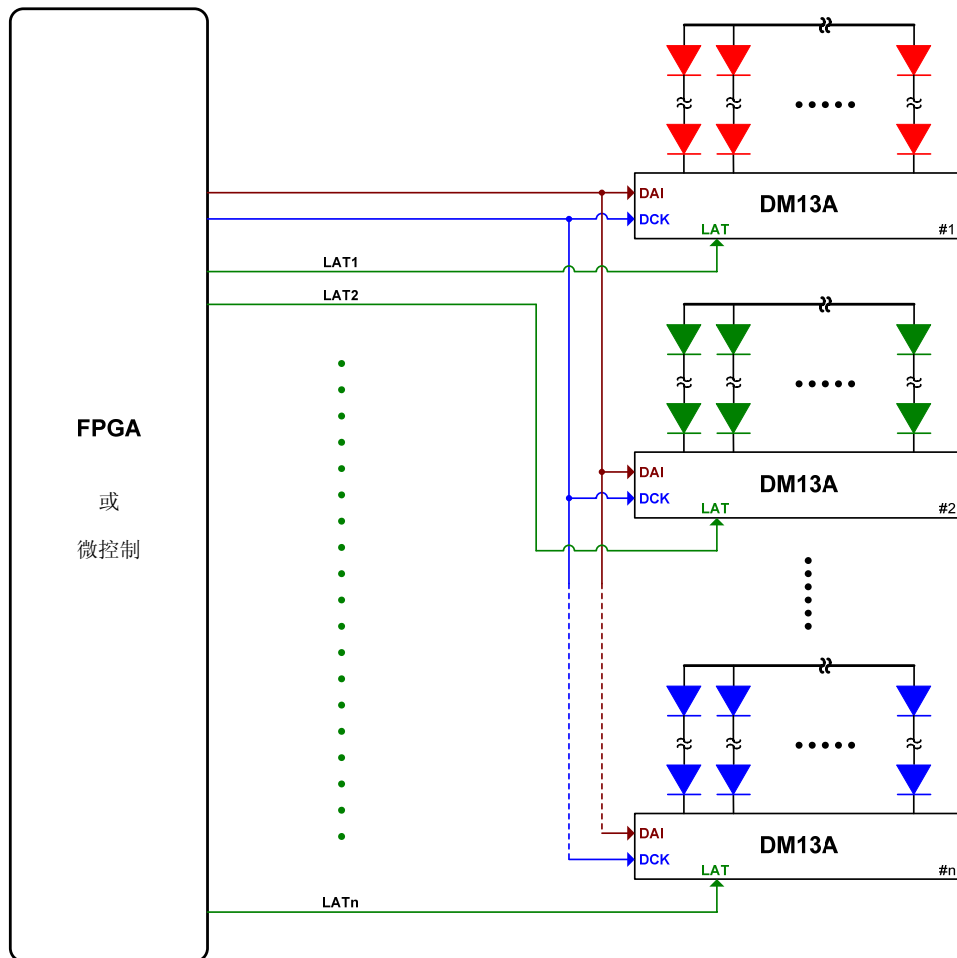 DAI
DM13A
DCK
LAT
#1
LAT1
LAT2
FPGA
或
微控制
DAI
DM13A
DCK
LAT
#2
DAI
DM13A
DCK
LAT
#n
LATn